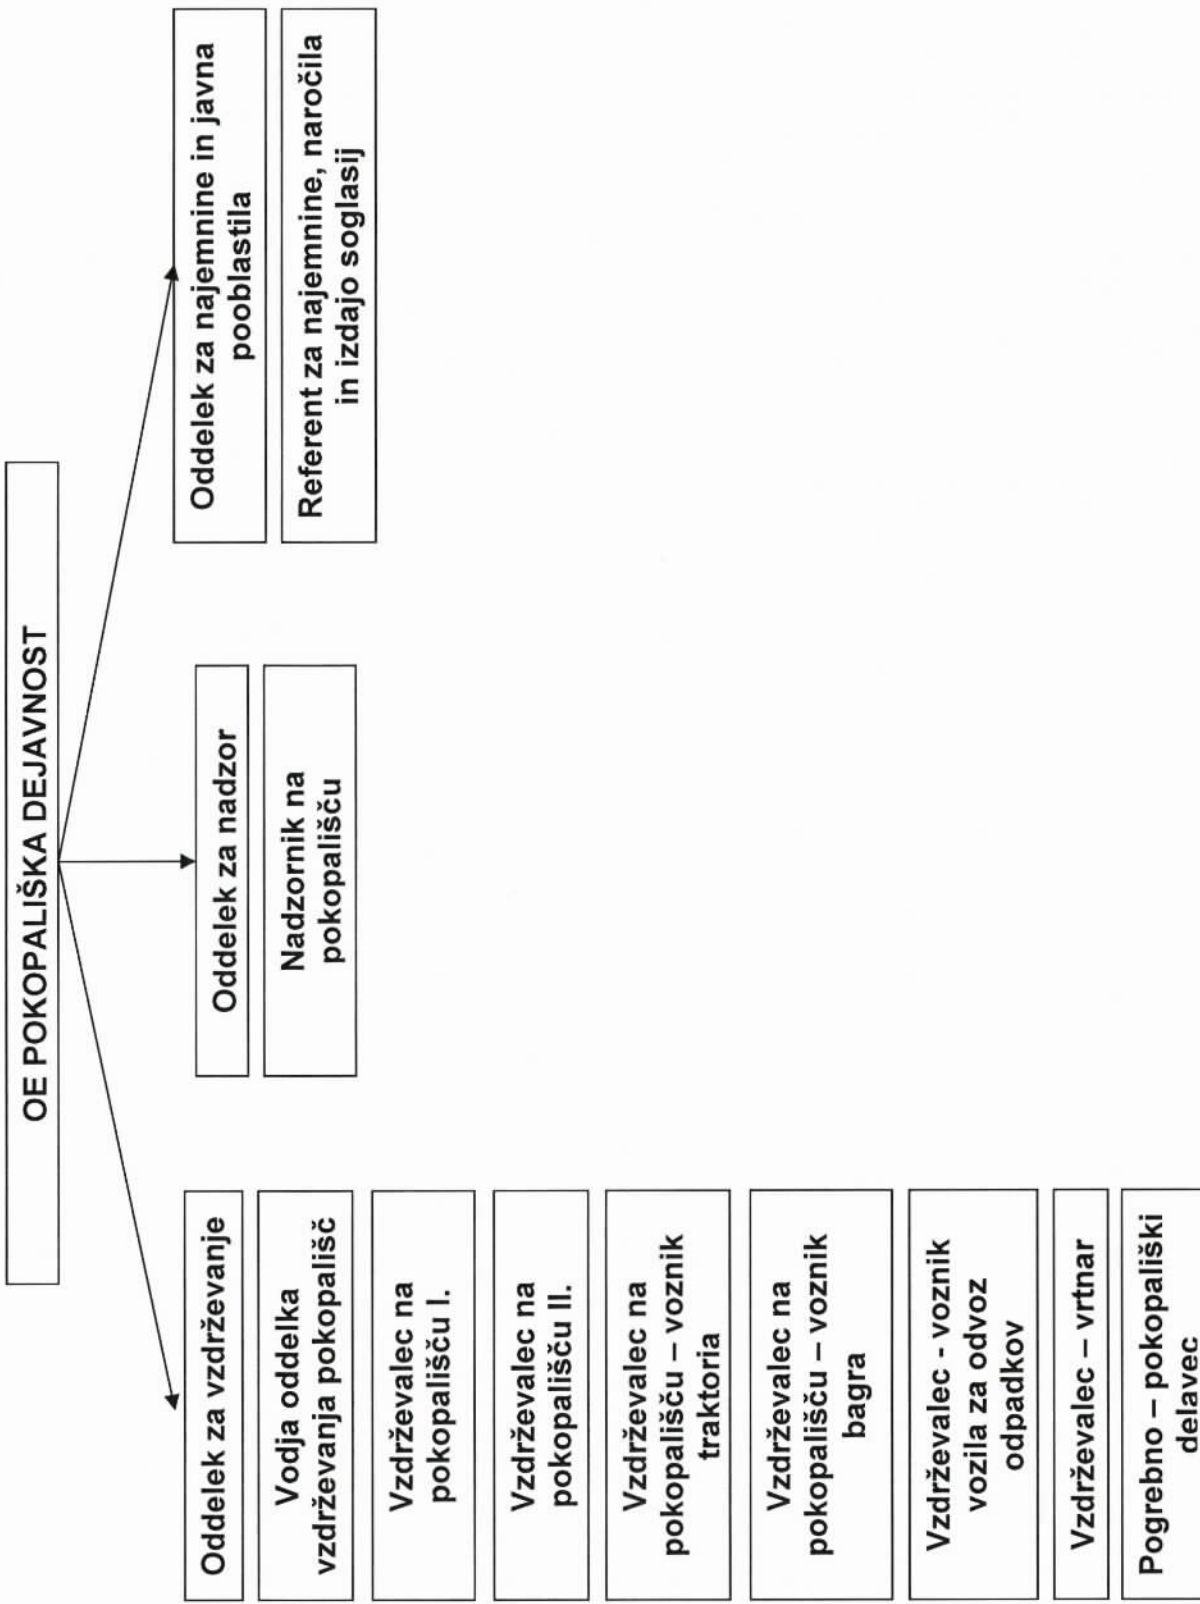 OE POKOPALIŠKA DEJAVNOST
Oddelek za vzdrževanje
Vodja oddelka
vzdrževanja pokopališč
Vzdrževalec na
pokopališču I.
Vzdrževalec na
pokopališču II.
Vzdrževalec na
pokopališču – voznik
traktoria
Vzdrževalec na
pokopališču – voznik
bagra
Vzdrževalec - voznik
vozila za odvoz
odpadkov
Vzdrževalec – vrtnar
Pogrebno – pokopališki
delavec
Oddelek za nadzor
Nadzornik na
pokopališču
Oddelek za najemnine in javna
pooblastila
Referent za najemnine, naročila
in izdajo soglasij